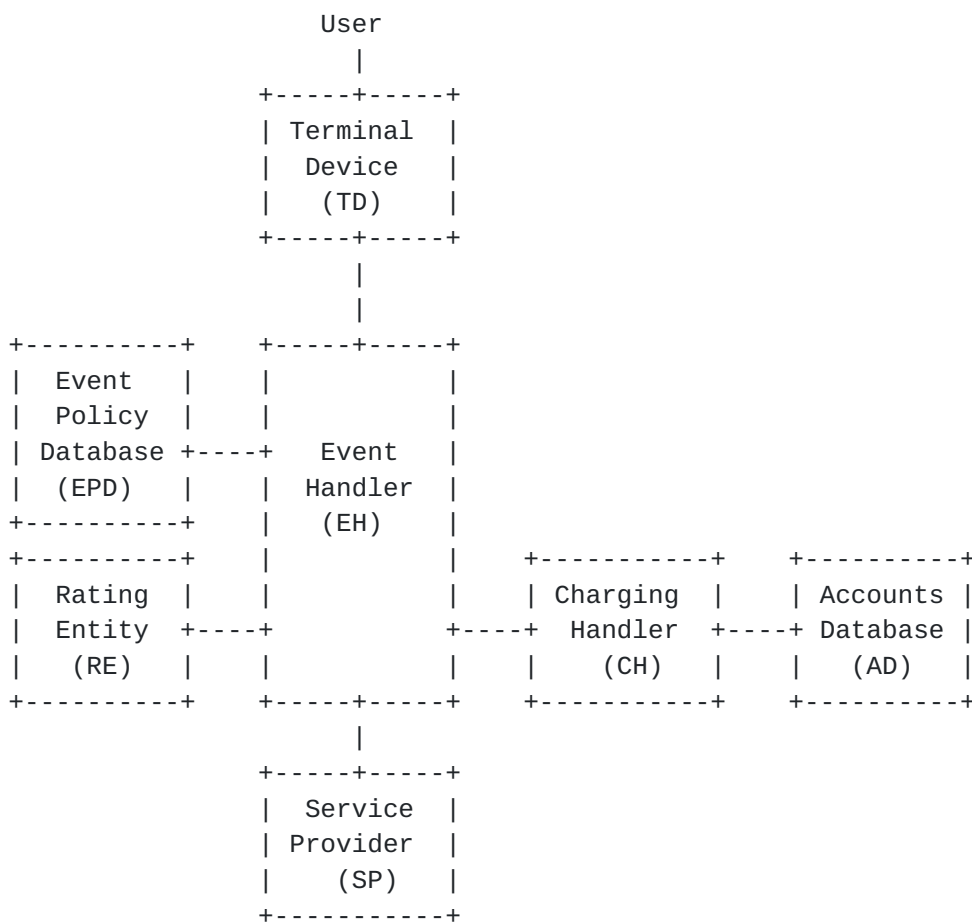 User
|
+-----+-----+
| Terminal  |
|  Device   |
|   (TD)    |
+-----+-----+
|
|
+----------+    +-----+-----+
|  Event   |    |           |
|  Policy  |    |           |
| Database +----+   Event   |
|  (EPD)   |    |  Handler  |
+----------+    |   (EH)    |
+----------+    |           |    +-----------+    +----------+
|  Rating  |    |           |    | Charging  |    | Accounts |
|  Entity  +----+           +----+  Handler  +----+ Database |
|   (RE)   |    |           |    |    (CH)   |    |   (AD)   |
+----------+    +-----+-----+    +-----------+    +----------+
|
+-----+-----+
|  Service  |
| Provider  |
|    (SP)   |
+-----------+